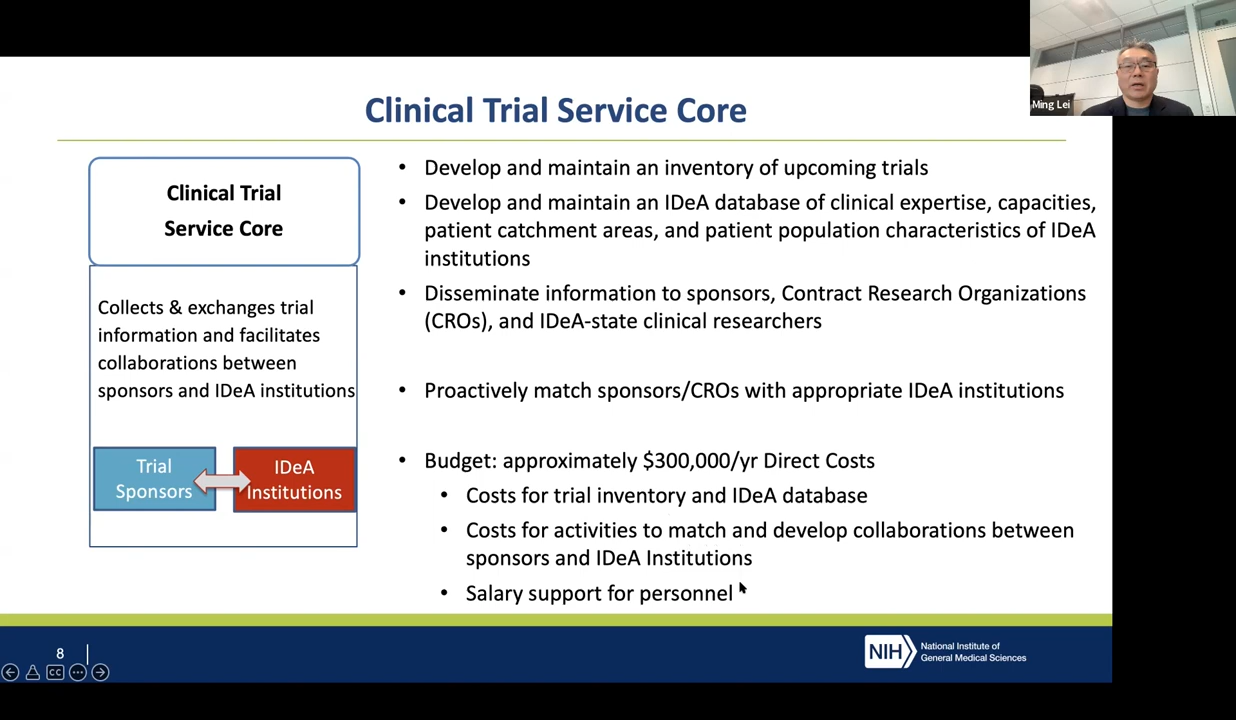 Clinical Trial Service Core
Ming Lei
Clinical Trial
Service Core
Collects & exchanges trial
information and facilitates
collaborations between
sponsors and IDeA institutions
Trial
Sponsors
IDeA
Institutions
• Develop and maintain an inventory of upcoming trials
• Develop and maintain an IDeA database of clinical expertise, capacities,
patient catchment areas, and patient population characteristics of IDeA
institutions
• Disseminate information to sponsors, Contract Research Organizations
(CROs), and IDeA-state clinical researchers
• Proactively match sponsors/CROs with appropriate IDeA institutions
• Budget: approximately $300,000/yr Direct Costs
• Costs for trial inventory and IDeA database
• Costs for activities to match and develop collaborations between
sponsors and IDeA Institutions
• Salary support for personnel
8
CC
NIH
National Institute of
General Medical Sciences